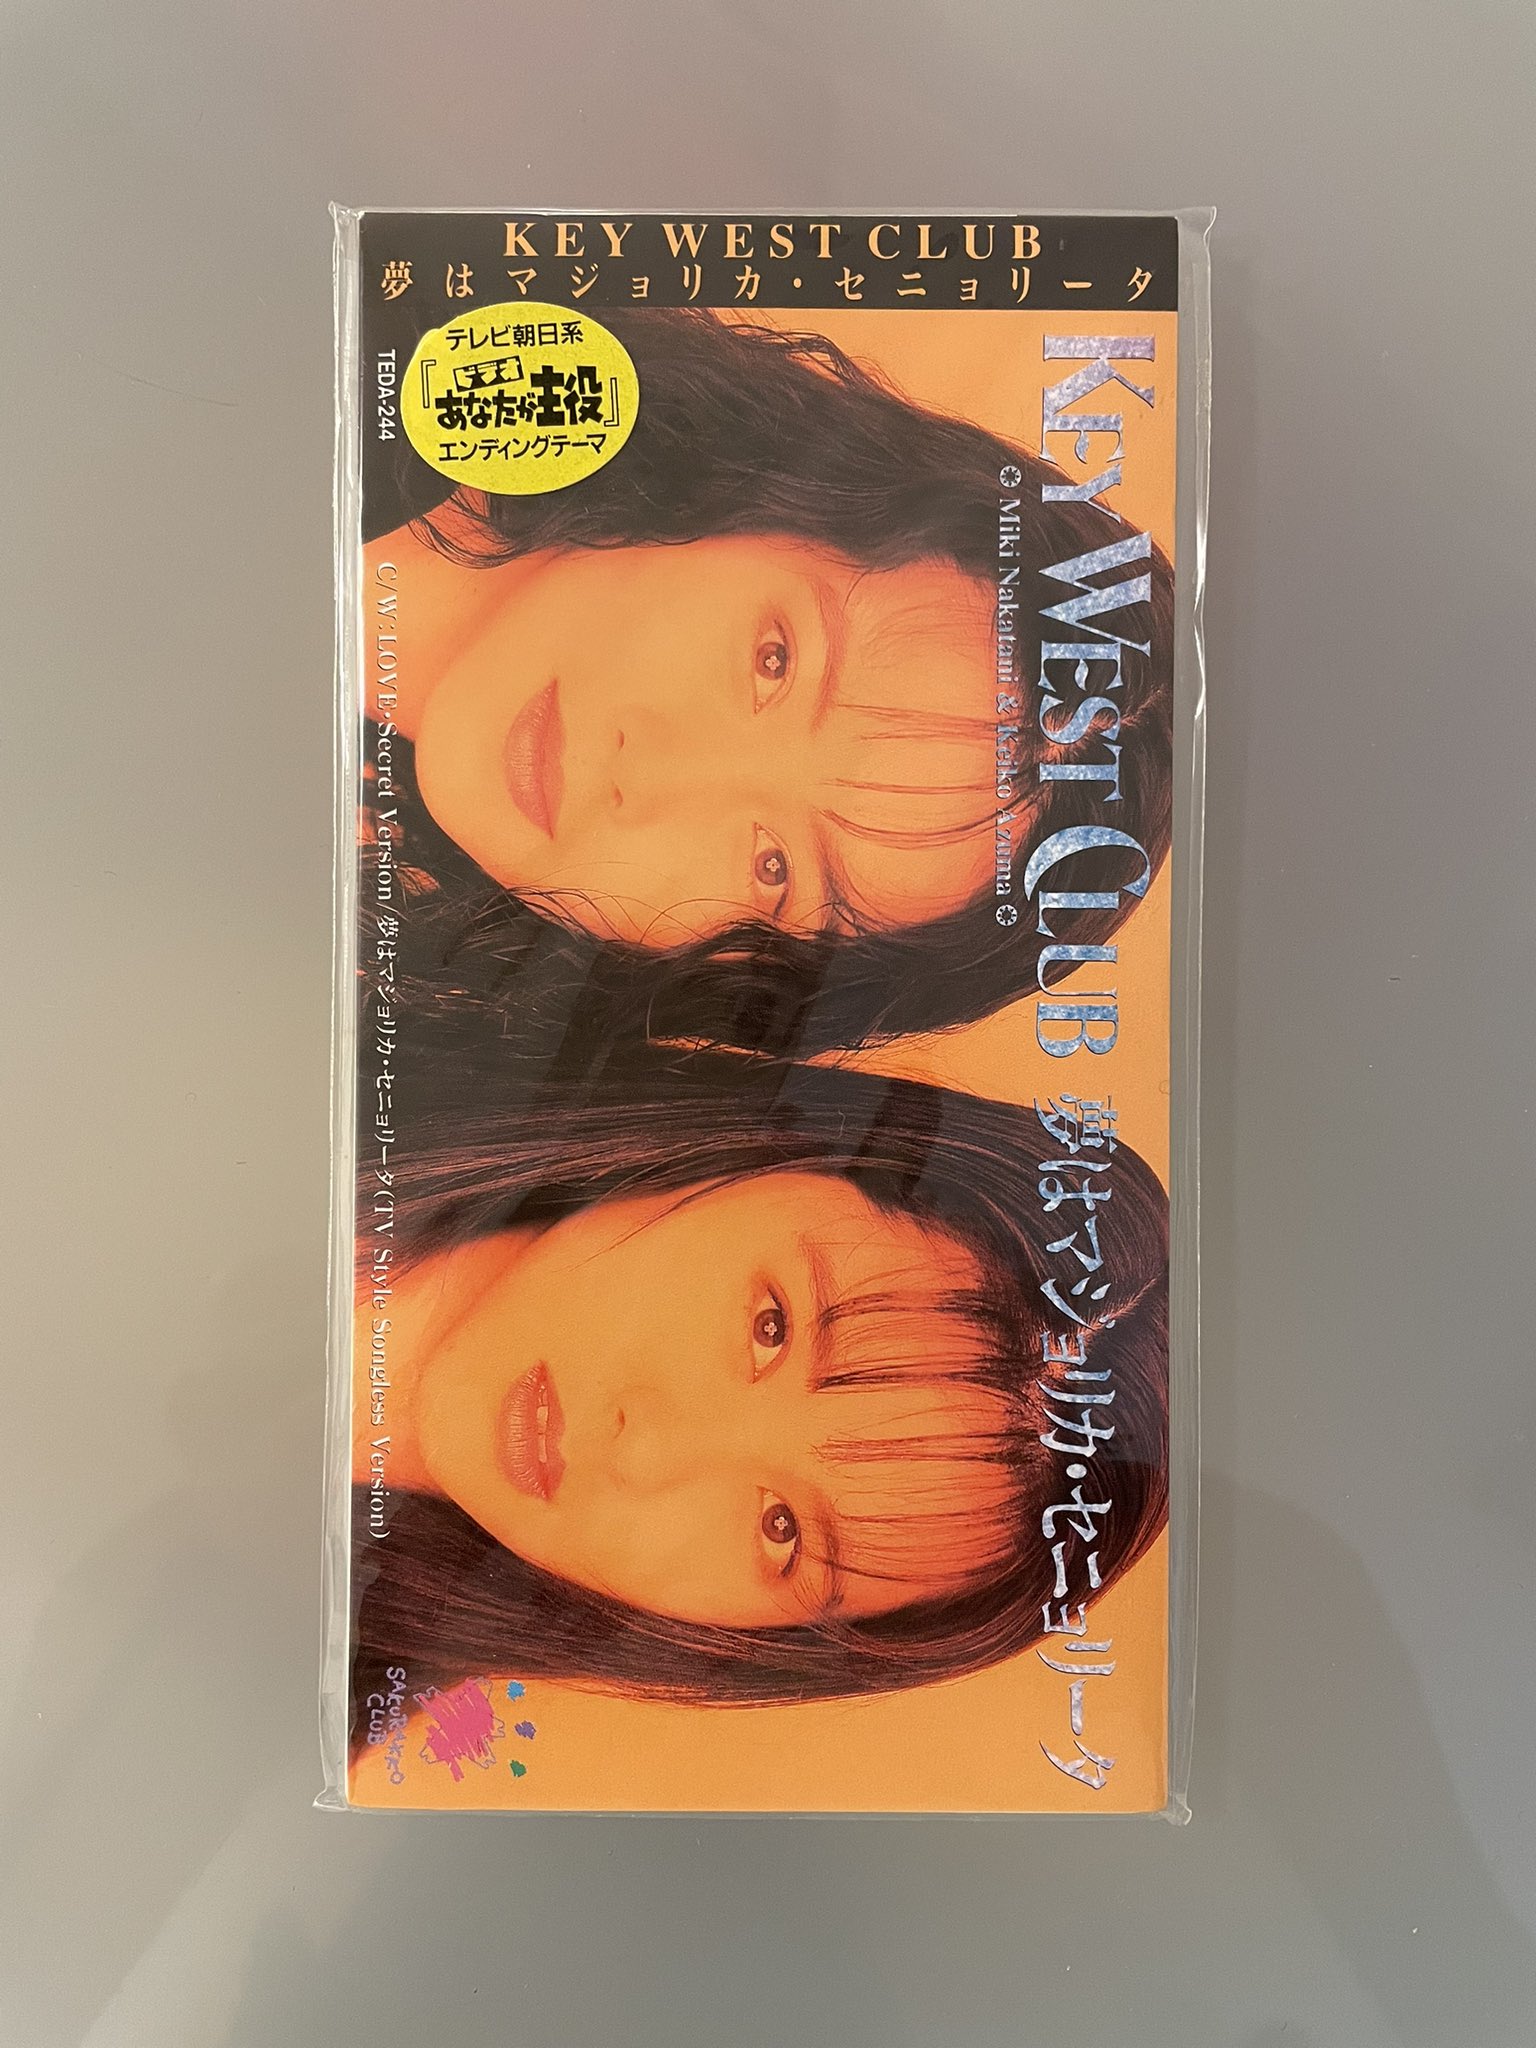 KEY WEST CLUB
夢はマジョリカ・セニョリータ
テレビ朝日系
『ビデオあなたが主役』
エンディングテーマ
TEDA-244
KEY WEST CLUB 夢はマジョリカ・セニョリータ
Miki Nakatani & Keiko Azuma
C/W:LOVE・Secret Version/夢はマジョリカ・セニョリータ(TV Style Songless Version)
SAKURAKKO
CLUB